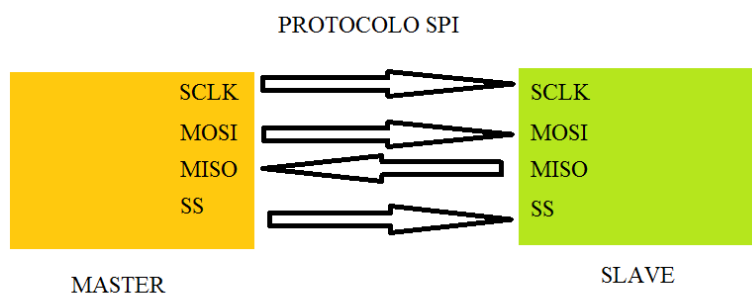 PROTOCOLO SPI
SCLK
MOSI
MISO
SS
MASTER
SCLK
MOSI
MISO
SS
SLAVE